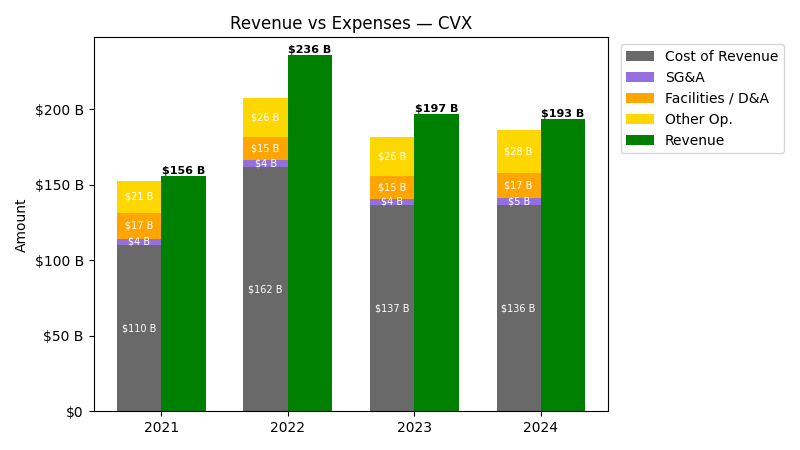 Revenue vs Expenses — CVX
$236 B
Cost of Revenue
SG&A
Facilities / D&A
Other Op.
Revenue
$200 B
$150 B
$100 B
$50 B
$0
Amount
$21 B
$17 B
$4 B
$110 B
$156 B
$26 B
$15 B
$4 B
$162 B
$197 B
$26 B
$15 B
$4 B
$137 B
$193 B
$28 B
$17 B
$5 B
$136 B
2021
2022
2023
2024